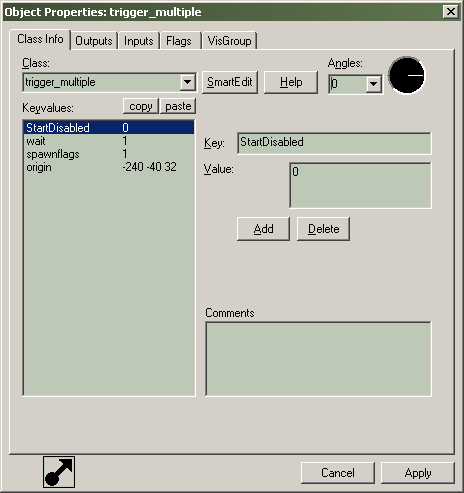 Object Properties: trigger_multiple
Class Info Outputs Inputs Flags VisGroup
Class: Angles:
trigger_multiple SmartEdit Help 0
Keyvalues: copy paste
StartDisabled 0
wait 1
spawnflags 1
origin -240 -40 32
Key: StartDisabled
Value: 0
Add Delete
Comments
Cancel Apply